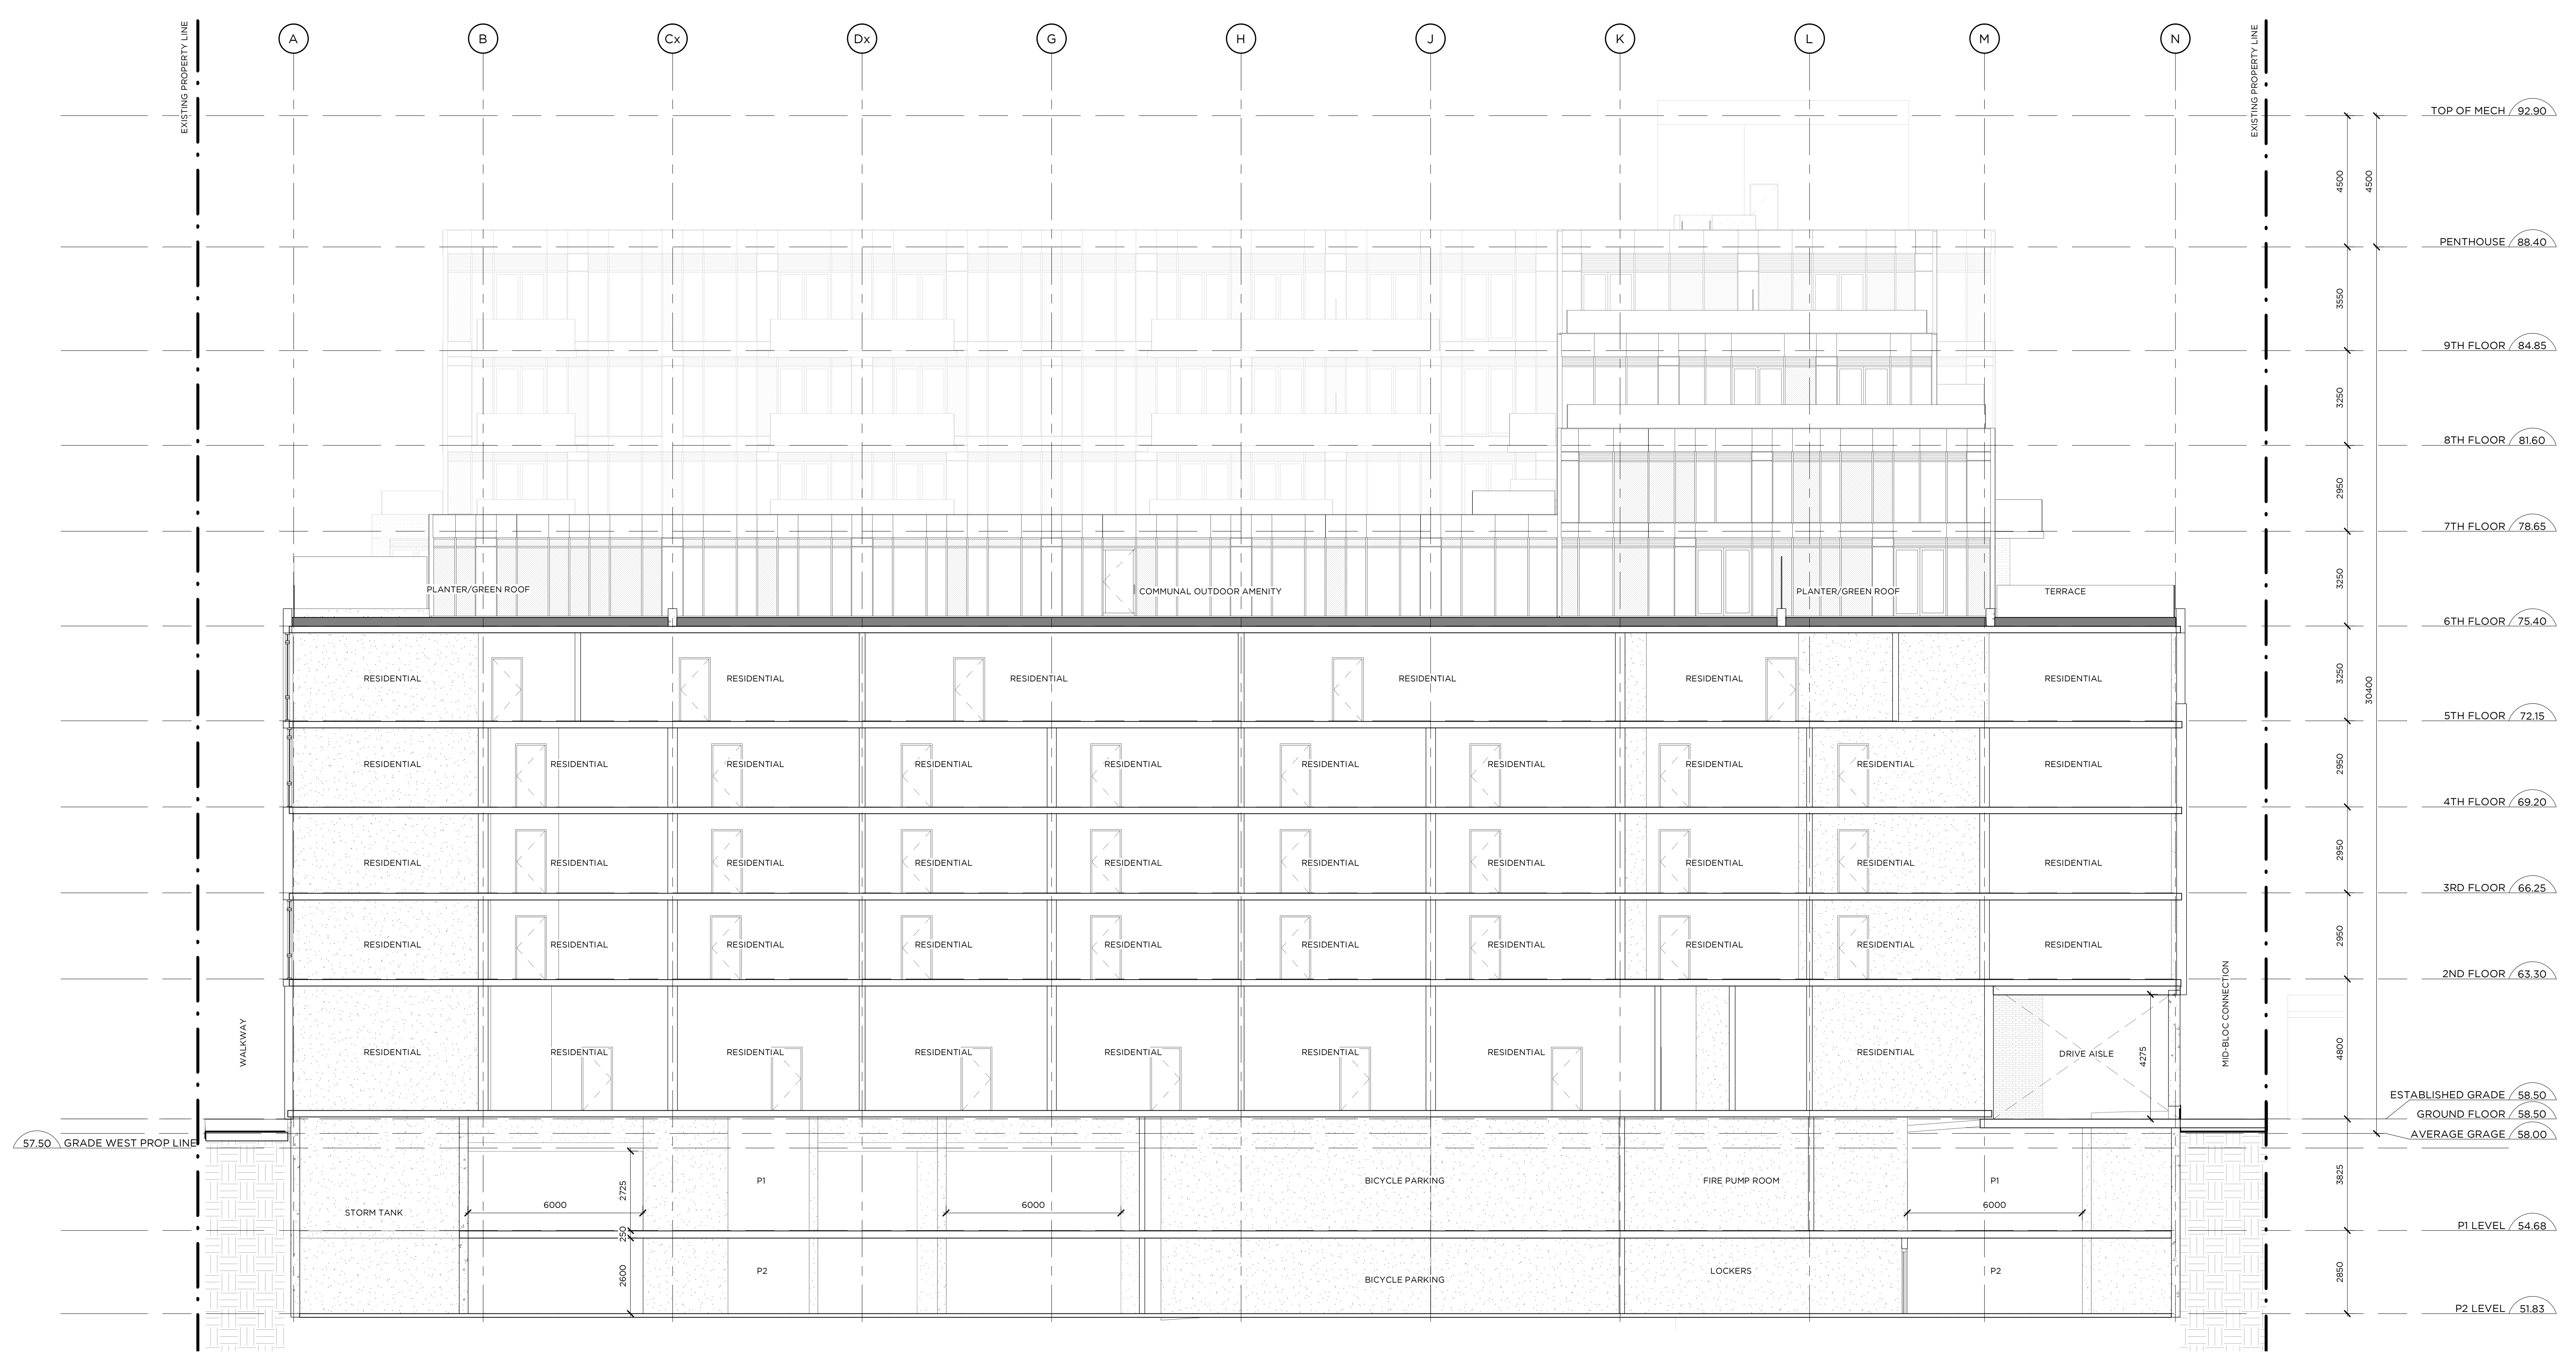 EXISTING PROPERTY LINE
A
B
Cx
Dx
G
H
J
K
L
M
N
EXISTING PROPERTY LINE
TOP OF MECH 92.90
4500
4500
PENTHOUSE 88.40
3550
9TH FLOOR 84.85
3250
8TH FLOOR 81.60
2950
7TH FLOOR 78.65
3250
PLANTER/GREEN ROOF
COMMUNAL OUTDOOR AMENITY
PLANTER/GREEN ROOF
TERRACE
6TH FLOOR 75.40
RESIDENTIAL
RESIDENTIAL
RESIDENTIAL
RESIDENTIAL
RESIDENTIAL
RESIDENTIAL
3250
30400
5TH FLOOR 72.15
RESIDENTIAL
RESIDENTIAL
RESIDENTIAL
RESIDENTIAL
RESIDENTIAL
RESIDENTIAL
RESIDENTIAL
RESIDENTIAL
RESIDENTIAL
RESIDENTIAL
2950
4TH FLOOR 69.20
RESIDENTIAL
RESIDENTIAL
RESIDENTIAL
RESIDENTIAL
RESIDENTIAL
RESIDENTIAL
RESIDENTIAL
RESIDENTIAL
RESIDENTIAL
RESIDENTIAL
2950
3RD FLOOR 66.25
RESIDENTIAL
RESIDENTIAL
RESIDENTIAL
RESIDENTIAL
RESIDENTIAL
RESIDENTIAL
RESIDENTIAL
RESIDENTIAL
RESIDENTIAL
RESIDENTIAL
2950
2ND FLOOR 63.30
WALKWAY
RESIDENTIAL
RESIDENTIAL
RESIDENTIAL
RESIDENTIAL
RESIDENTIAL
RESIDENTIAL
RESIDENTIAL
RESIDENTIAL
DRIVE AISLE
4275
MID-BLOC CONNECTION
4800
ESTABLISHED GRADE 58.50
GROUND FLOOR 58.50
AVERAGE GRAGE 58.00
57.50 GRADE WEST PROP LINE
STORM TANK
6000
2725
P1
6000
BICYCLE PARKING
FIRE PUMP ROOM
P1
6000
3825
P1 LEVEL 54.68
250
2600
P2
BICYCLE PARKING
LOCKERS
P2
2850
P2 LEVEL 51.83